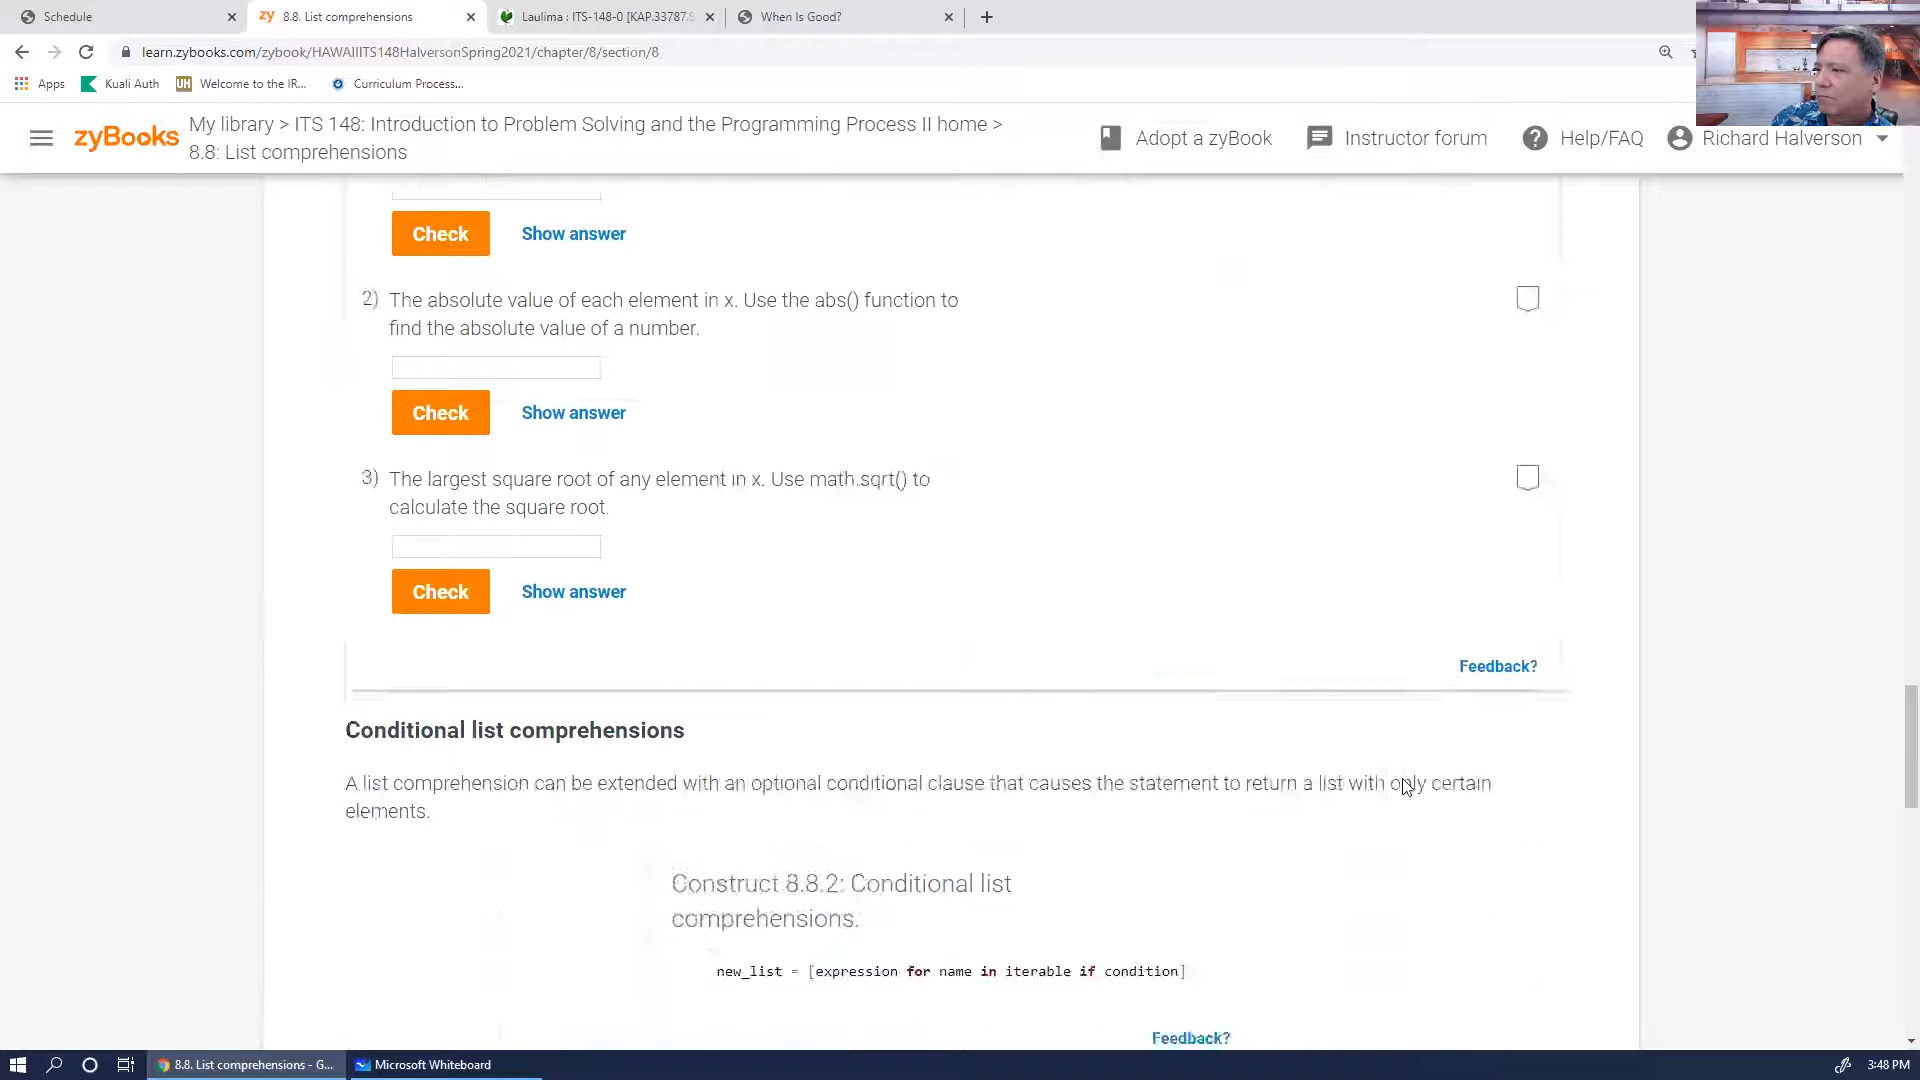 Schedule
8.8. List comprehensions
Laulima : ITS-148-0 [KAP.33787.S
When Is Good?
learn.zybooks.com/zybook/HAWAIIITS148HalversonSpring2021/chapter/8/section/8
Apps
Kuali Auth
UH Welcome to the IR...
Curriculum Process...
zyBooks
My library > ITS 148: Introduction to Problem Solving and the Programming Process II home >
8.8: List comprehensions
Adopt a zyBook
Instructor forum
Help/FAQ
Richard Halverson
Check Show answer
2) The absolute value of each element in x. Use the abs() function to
find the absolute value of a number.
Check Show answer
3) The largest square root of any element in x. Use math.sqrt() to
calculate the square root.
Check Show answer
Feedback?
Conditional list comprehensions
A list comprehension can be extended with an optional conditional clause that causes the statement to return a list with only certain
elements.
Construct 8.8.2: Conditional list
comprehensions.
new_list = [expression for name in iterable if condition]
Feedback?
8.8. List comprehensions - G...
Microsoft Whiteboard
3:48 PM